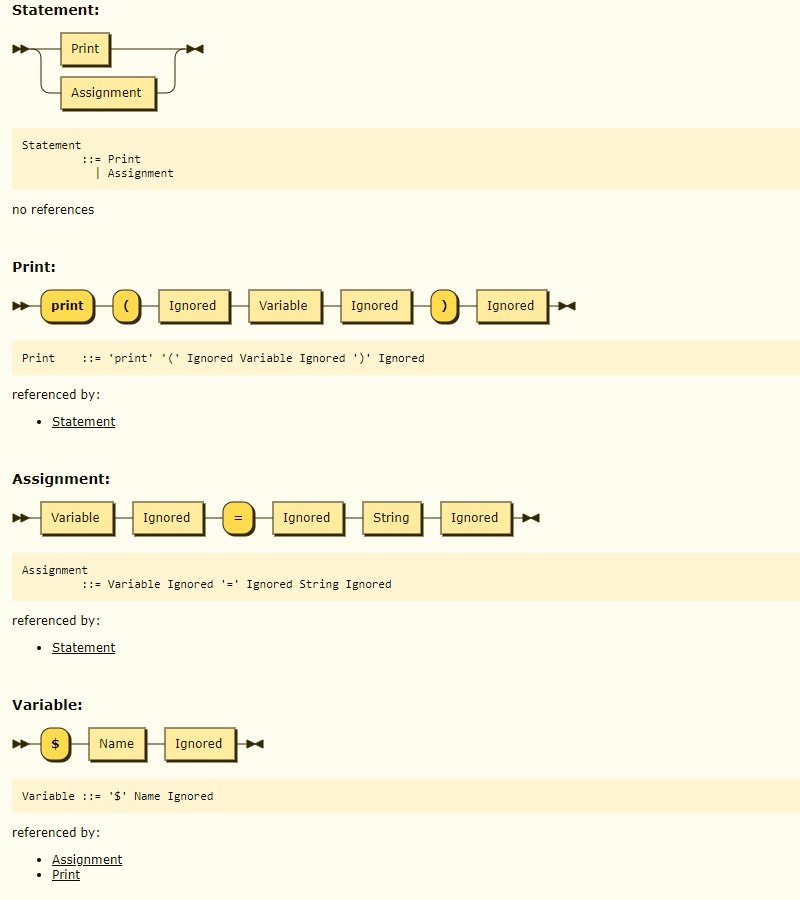 Statement:
Print
Assignment
Statement
::= Print
| Assignment
no references
Print:
print ( Ignored Variable Ignored ) Ignored
Print ::= 'print' '(' Ignored Variable Ignored ')' Ignored
referenced by:
• Statement
Assignment:
Variable Ignored = Ignored String Ignored
Assignment
::= Variable Ignored '=' Ignored String Ignored
referenced by:
• Statement
Variable:
$ Name Ignored
Variable ::= '$' Name Ignored
referenced by:
• Assignment
• Print